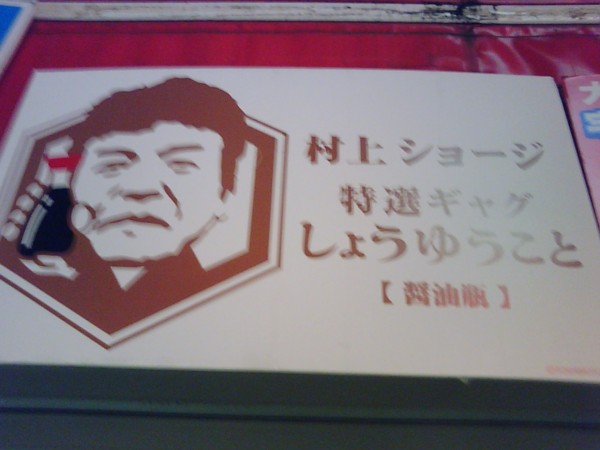 村上ショージ
特選ギャグ
しょうゆうこと
【醤油瓶】